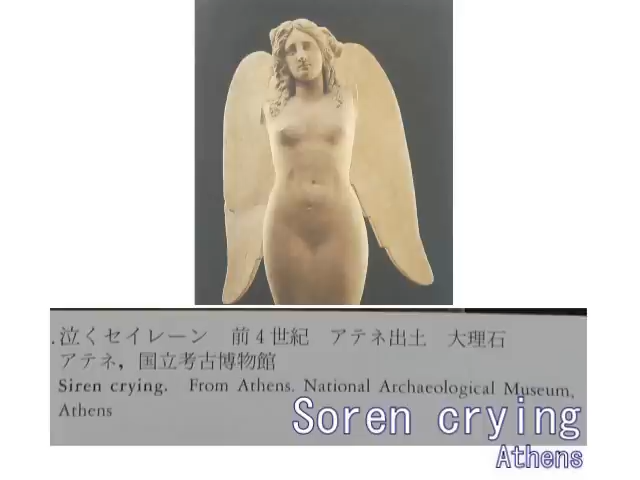 .泣くセイレーン　前4世紀　アテネ出土　大理石
アテネ，国立考古博物館
Siren crying. From Athens. National Archaeological Museum,
Athens
Soren crying
Athens